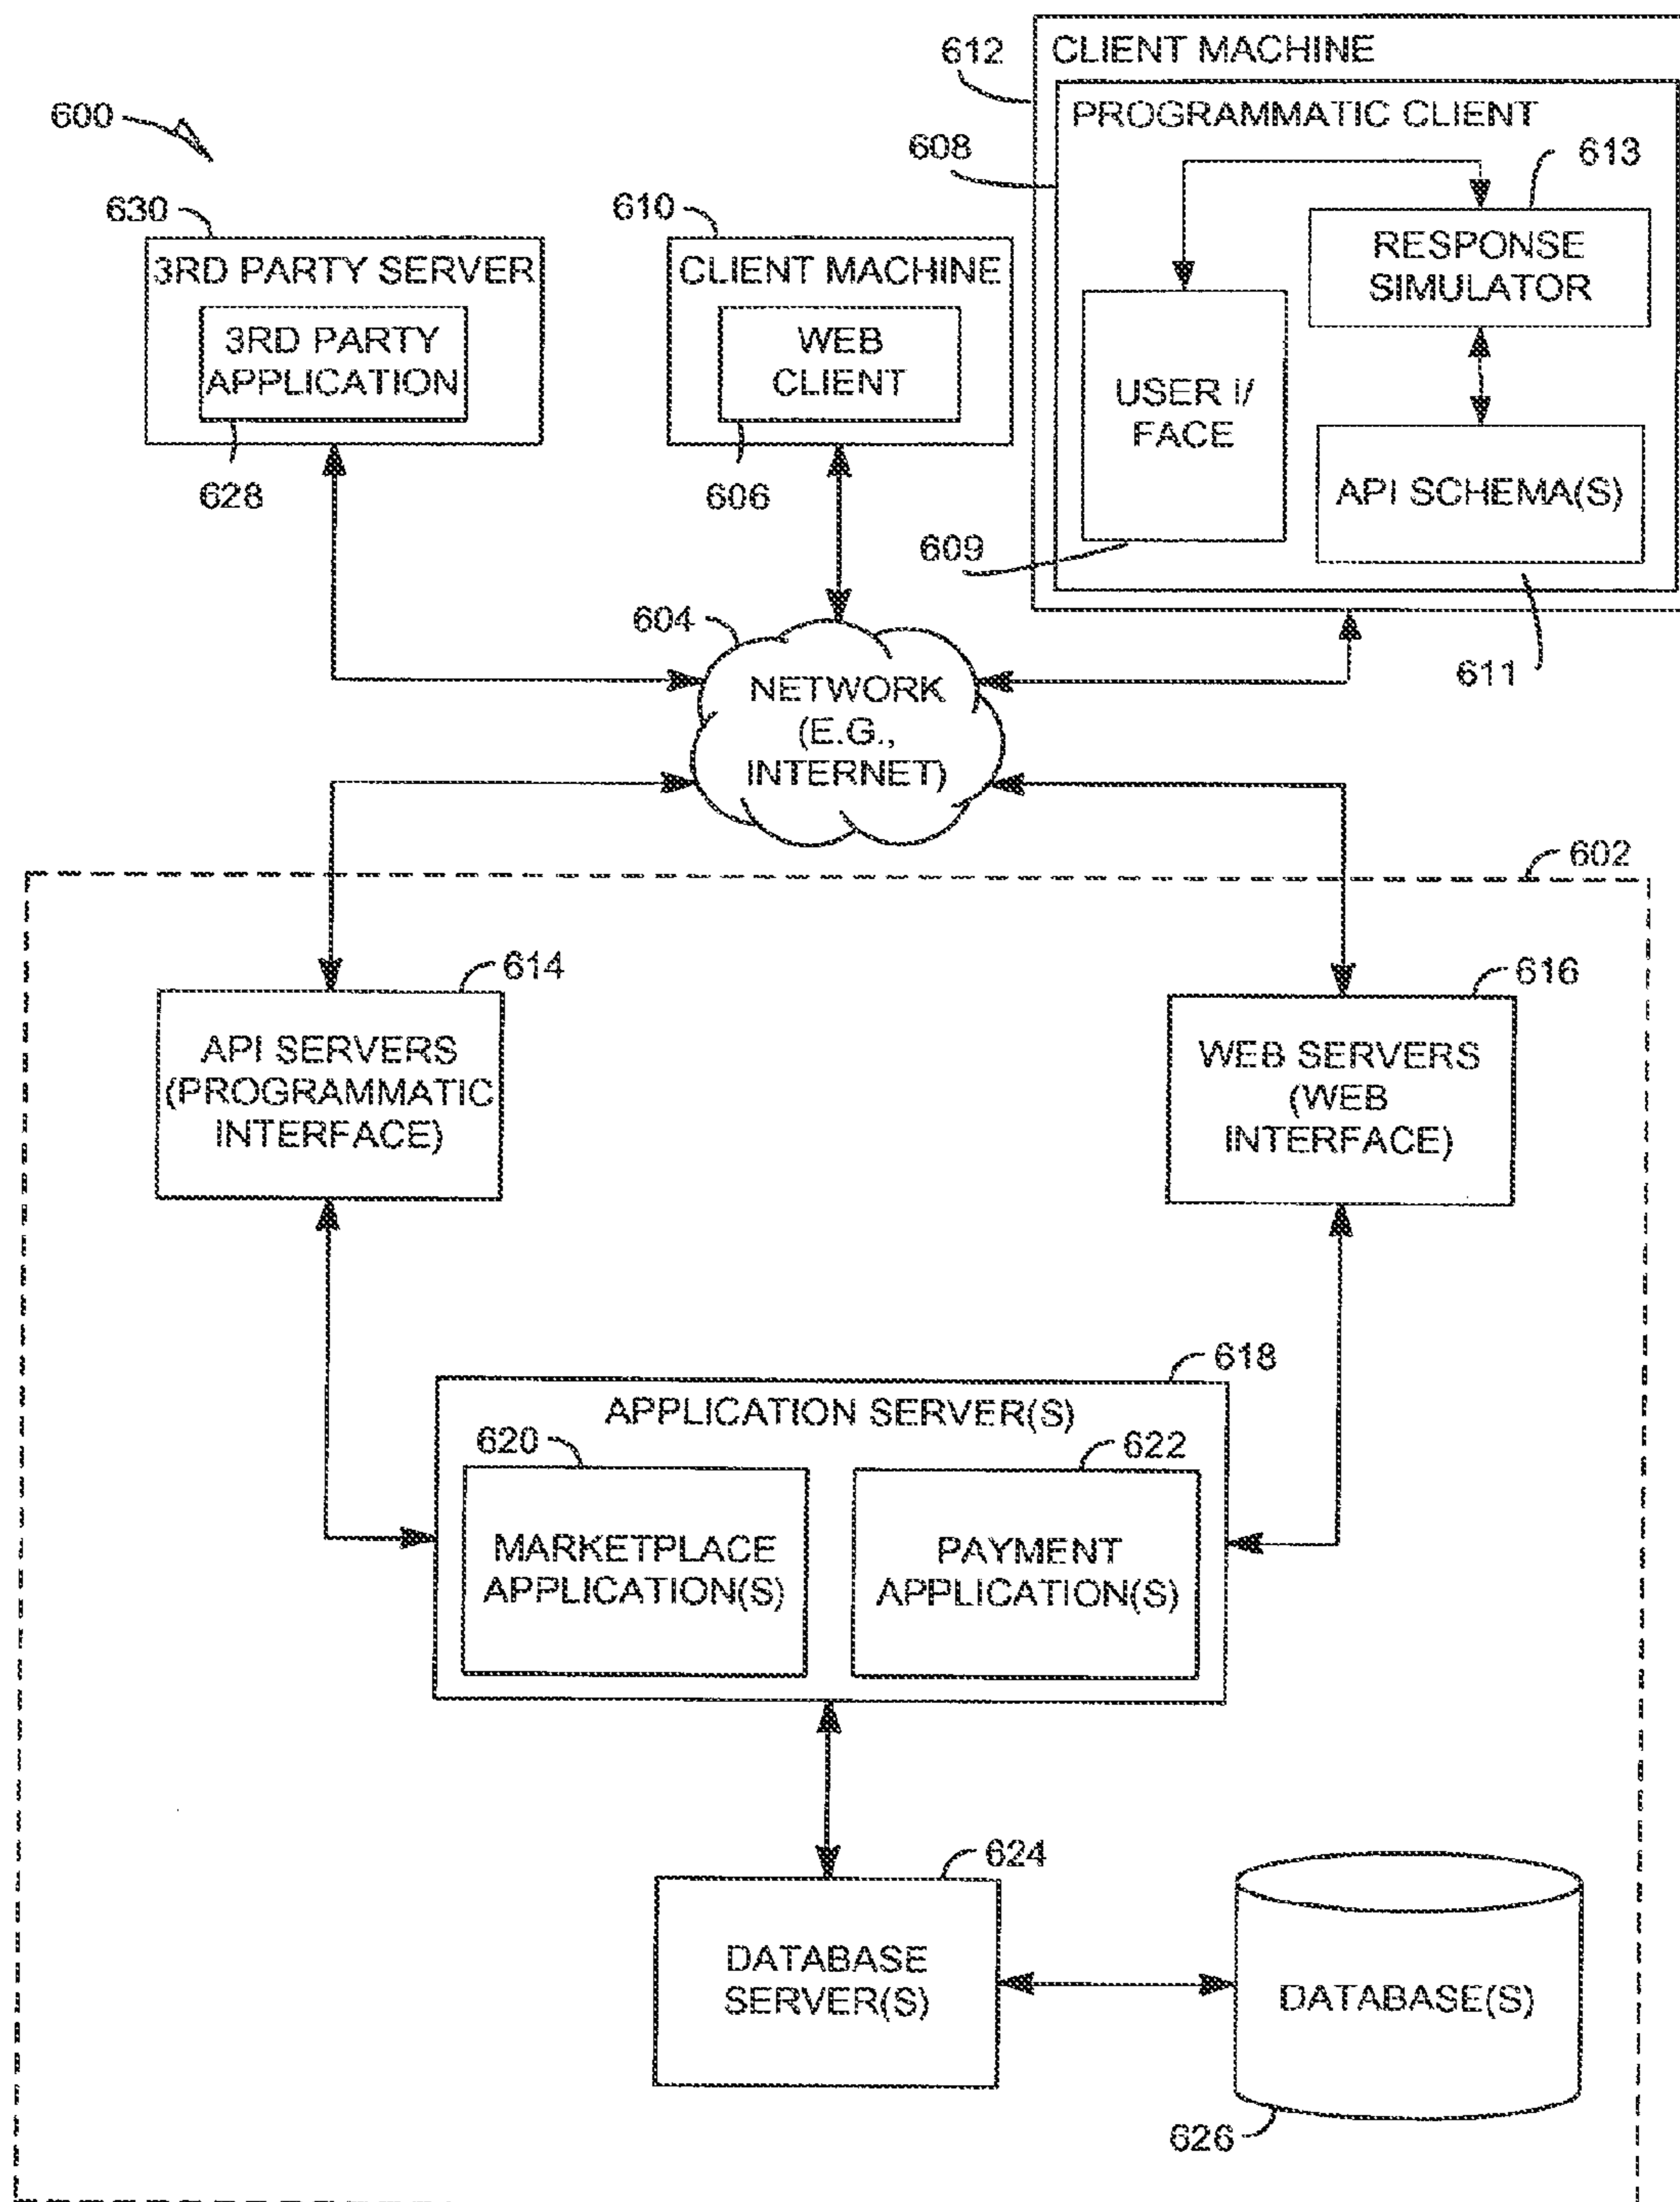 600
612
CLIENT MACHINE
608
PROGRAMMATIC CLIENT
613
RESPONSE
SIMULATOR
USER I/
FACE
API SCHEMA(S)
609
611
630
3RD PARTY SERVER
3RD PARTY
APPLICATION
628
610
CLIENT MACHINE
WEB
CLIENT
606
604
NETWORK
(E.G.,
INTERNET)
602
614
API SERVERS
(PROGRAMMATIC
INTERFACE)
616
WEB SERVERS
(WEB
INTERFACE)
618
APPLICATION SERVER(S)
620
MARKETPLACE
APPLICATION(S)
622
PAYMENT
APPLICATION(S)
624
DATABASE
SERVER(S)
DATABASE(S)
626